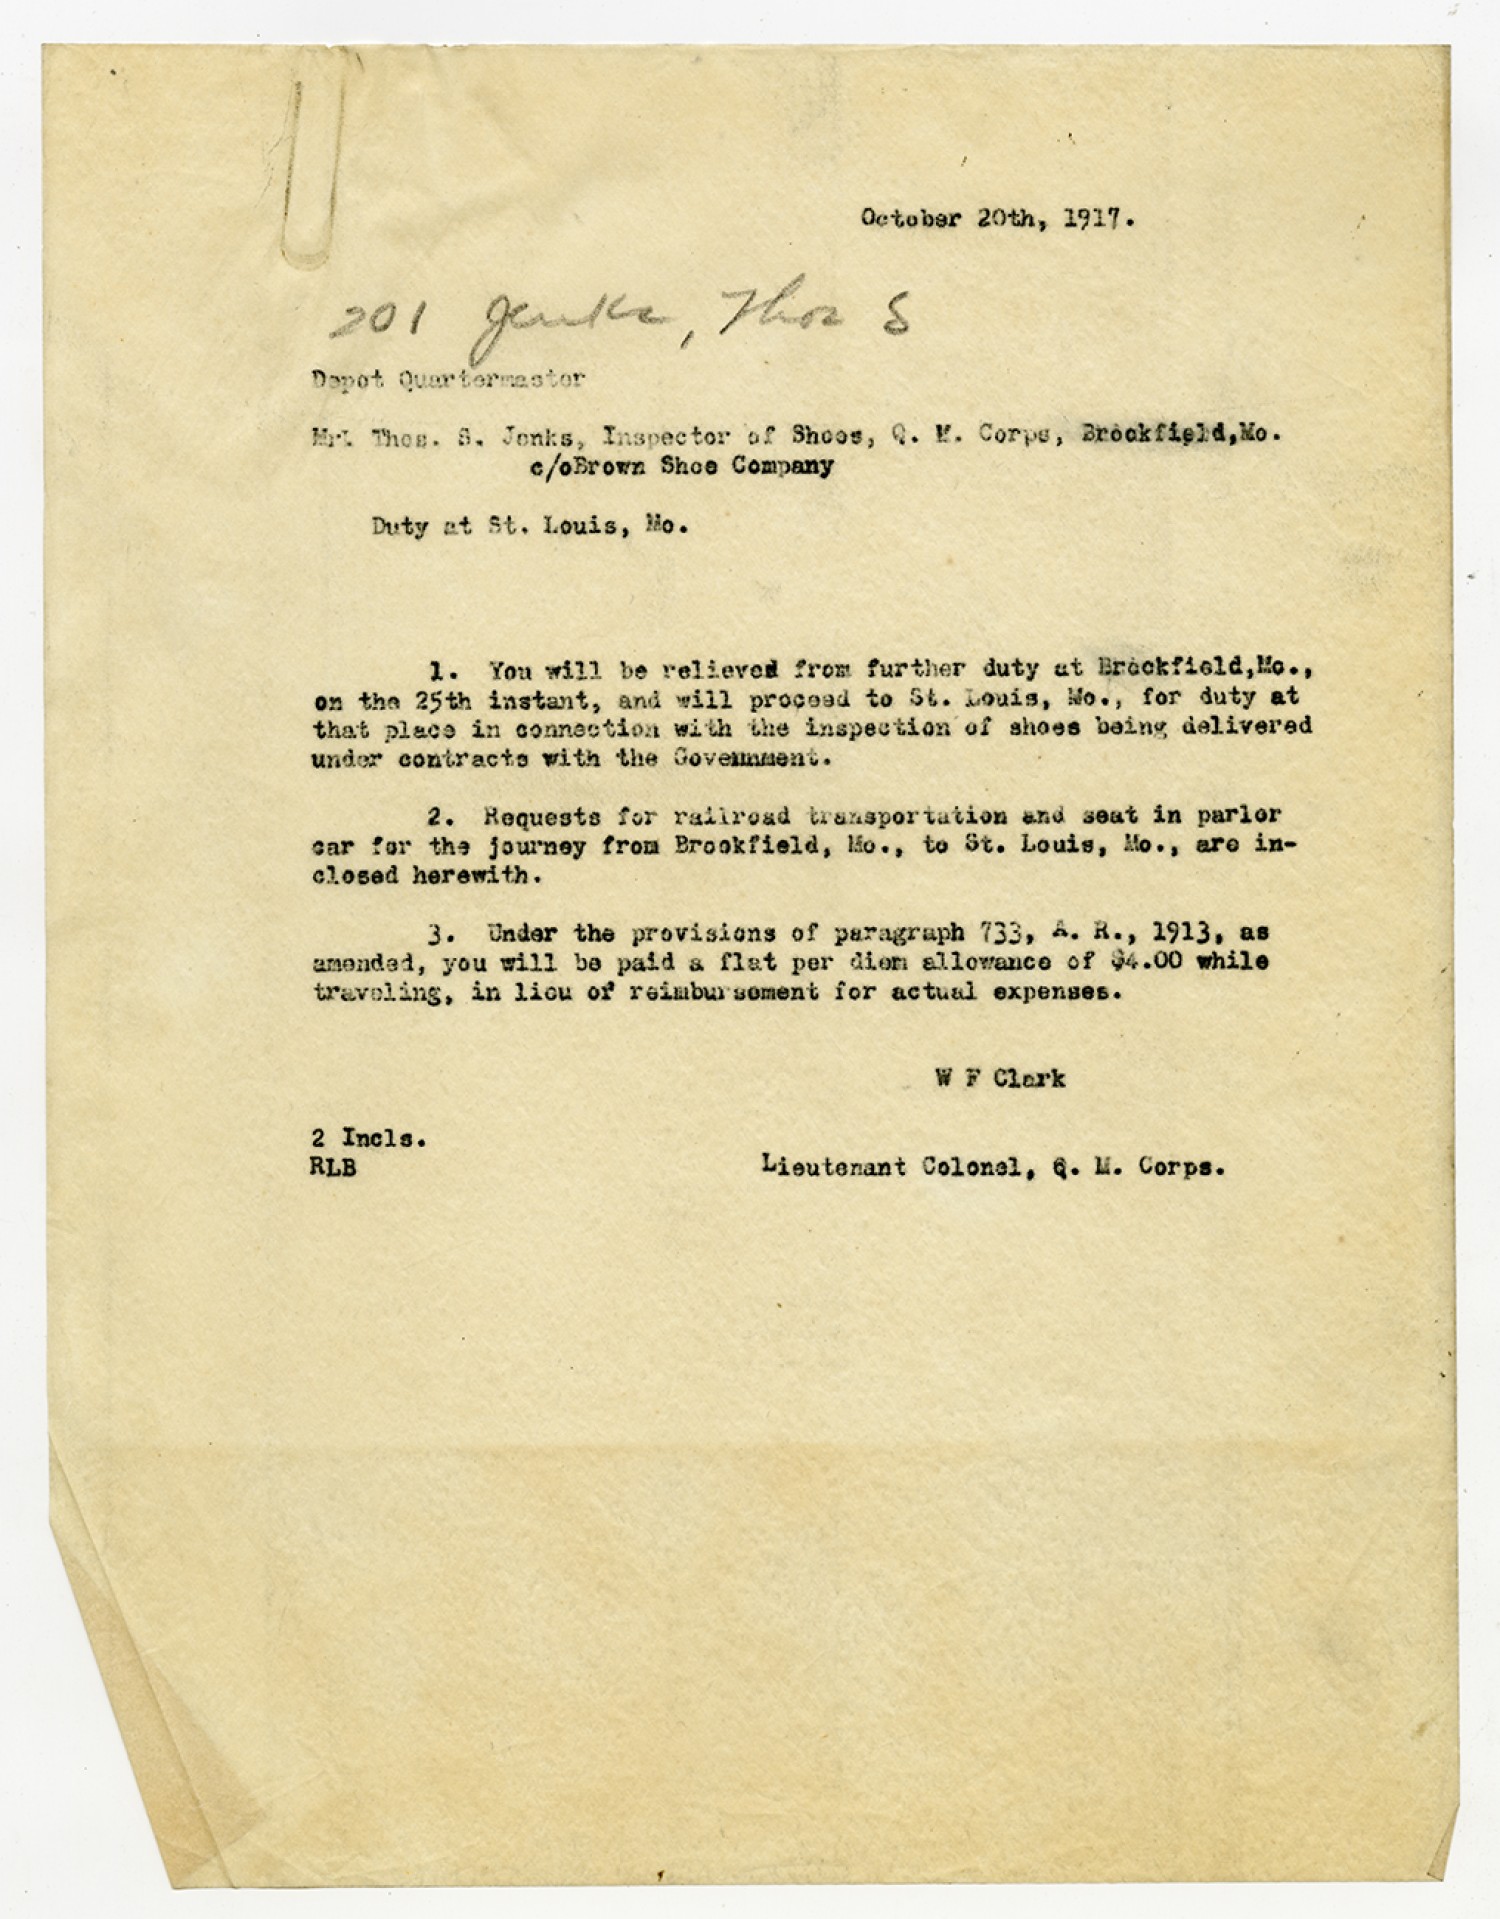 October 20th, 1917.
201 Jenks, Thos S
Depot Quartermaster
Mr. Thos. S. Jenks, Inspector of Shoes, Q. M. Corps, Brookfield,Mo.
c/oBrown Shoe Company
Duty at St. Louis, Mo.
1. You will be relieved from further duty at Brookfield,Mo.,
on the 25th instant, and will proceed to St. Louis, Mo., for duty at
that place in connection with the inspection of shoes being delivered
under contracts with the Government.
2. Requests for railroad transportation and seat in parlor
car for the journey from Brookfield, Mo., to St. Louis, Mo., are in-
closed herewith.
3. Under the provisions of paragraph 733, A. R., 1913, as
amended, you will be paid a flat per diem allowance of $4.00 while
traveling, in lieu of reimbursement for actual expenses.
W F Clark
2 Incls.
RLB
Lieutenant Colonel, Q. M. Corps.